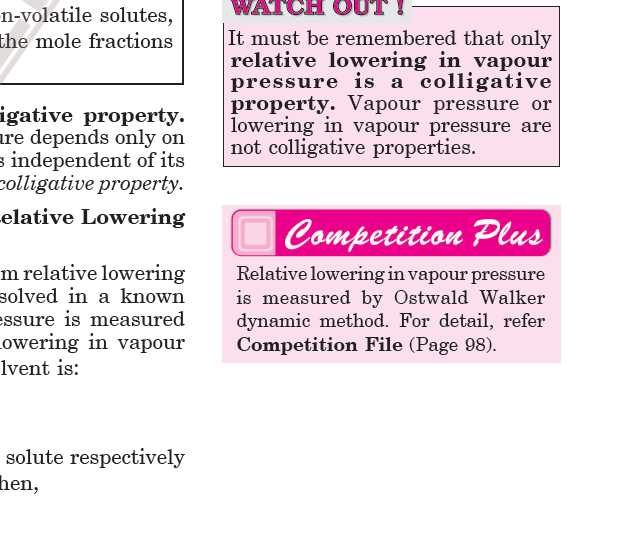 n-volatile solutes,
the mole fractions
igative property.
ure depends only on
s independent of its
colligative property.
elative Lowering
m relative lowering
solved in a known
essure is measured
lowering in vapour
lvent is:
solute respectively
hen,
WATCH OUT !
It must be remembered that only
relative lowering in vapour
pressure is a colligative
property. Vapour pressure or
lowering in vapour pressure are
not colligative properties.
Competition Plus
Relative lowering in vapour pressure
is measured by Ostwald Walker
dynamic method. For detail, refer
Competition File (Page 98).